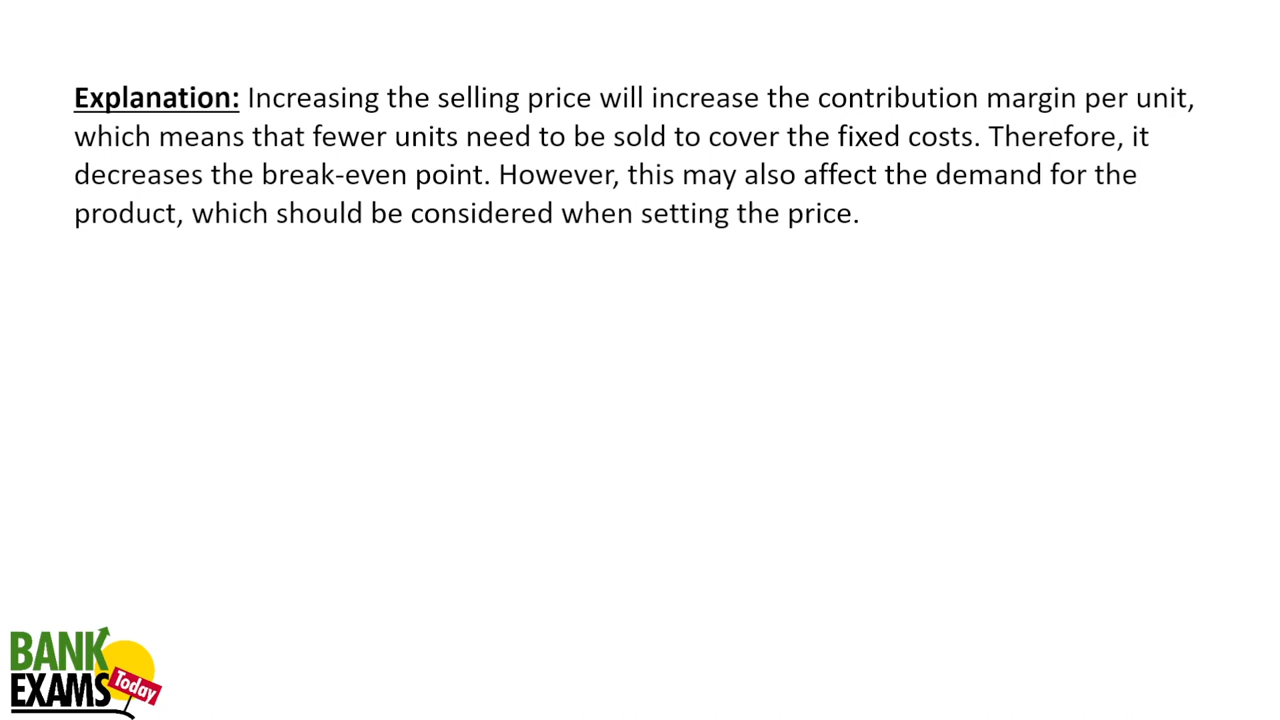 Explanation: Increasing the selling price will increase the contribution margin per unit,
which means that fewer units need to be sold to cover the fixed costs. Therefore, it
decreases the break-even point. However, this may also affect the demand for the
product, which should be considered when setting the price.
BANK
EXAMS Today